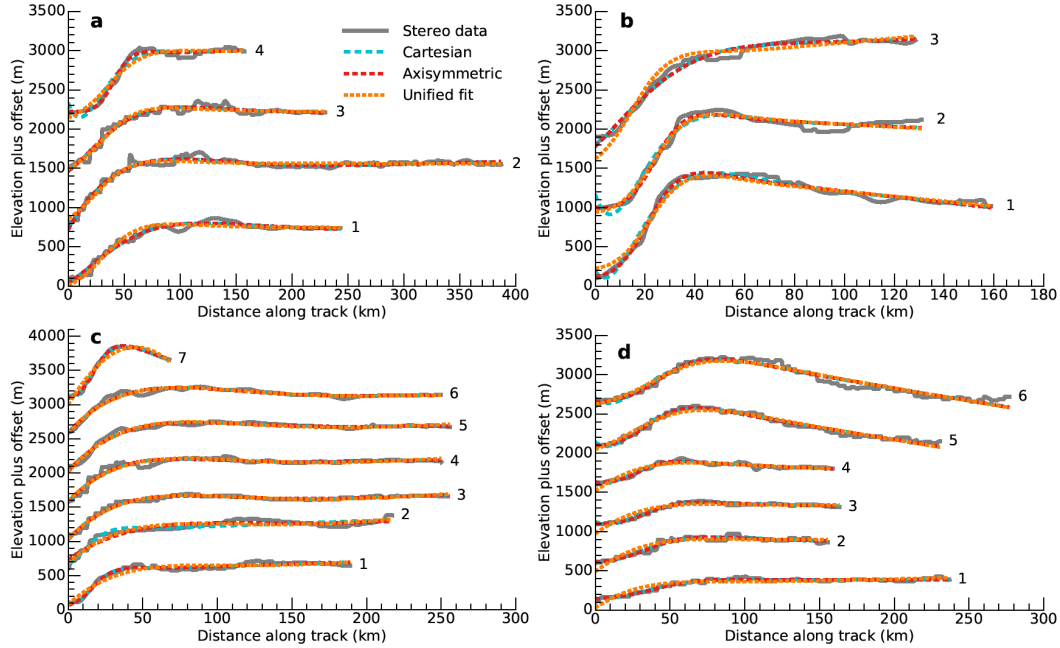 a
Elevation plus offset (m)
3500
3000
2500
2000
1500
1000
500
0
0 50 100 150 200 250 300 350 400
Distance along track (km)
4
3
2
1
Stereo data
Cartesian
Axisymmetric
Unified fit
b
Elevation plus offset (m)
3500
3000
2500
2000
1500
1000
500
0
0 20 40 60 80 100 120 140 160 180
Distance along track (km)
3
2
1
c
Elevation plus offset (m)
4000
3500
3000
2500
2000
1500
1000
500
0
0 50 100 150 200 250 300
Distance along track (km)
7
6
5
4
3
2
1
d
Elevation plus offset (m)
3500
3000
2500
2000
1500
1000
500
0
0 50 100 150 200 250 300
Distance along track (km)
6
5
4
3
2
1